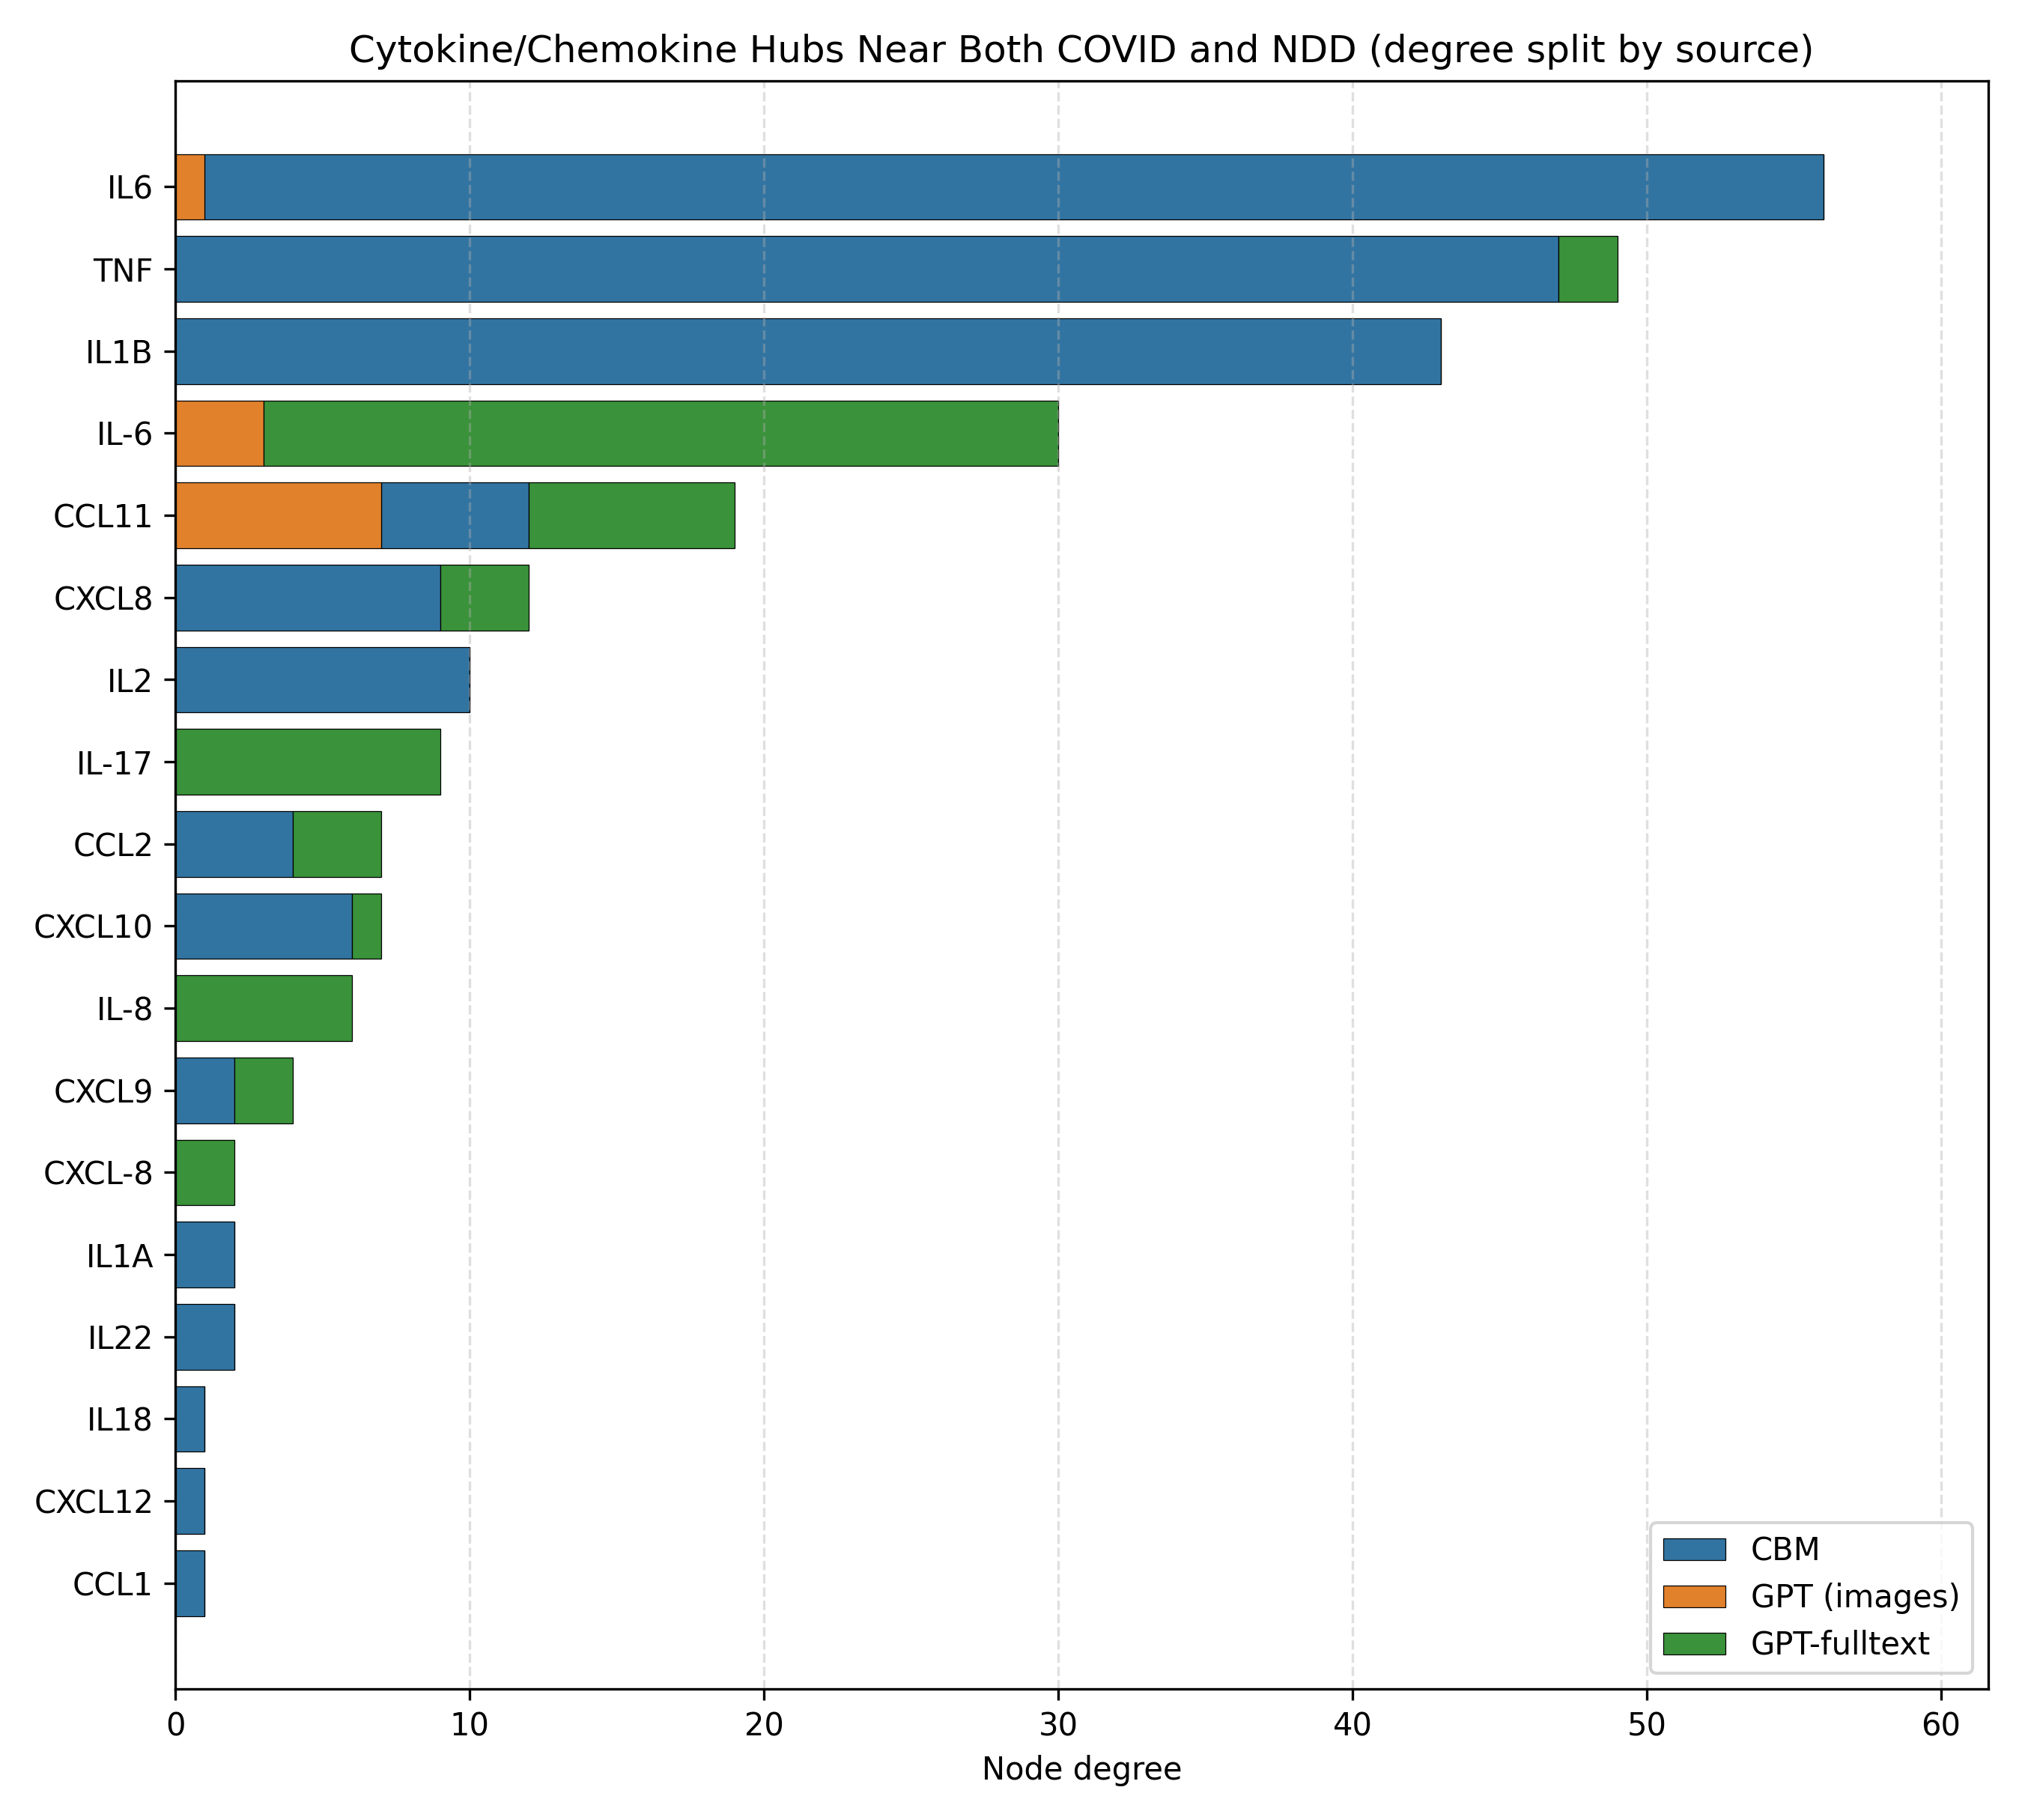 Cytokine/Chemokine Hubs Near Both COVID and NDD (degree split by source)
IL6
TNF
IL1B
IL-6
CCL11
CXCL8
IL2
IL-17
CCL2
CXCL10
IL-8
CXCL9
CXCL-8
IL1A
IL22
IL18
CXCL12
CCL1
CBM
GPT (images)
GPT-fulltext
0 10 20 30 40 50 60
Node degree